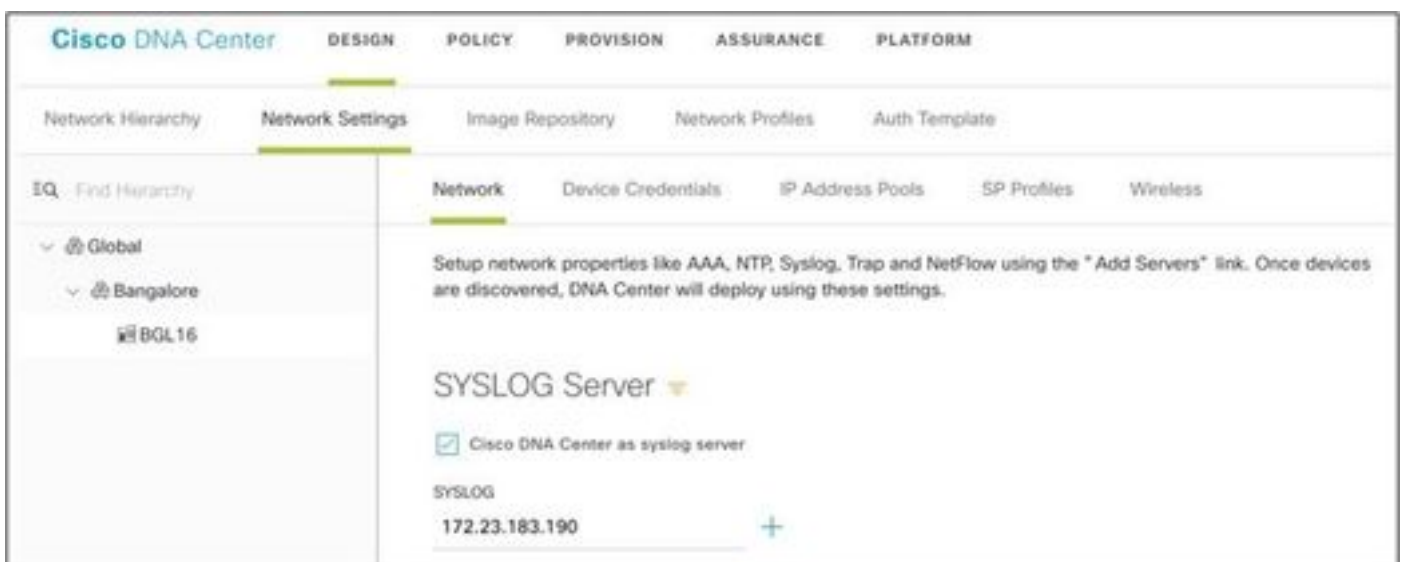 Cisco DNA Center DESIGN POLICY PROVISION ASSURANCE PLATFORM
Network Hierarchy Network Settings Image Repository Network Profiles Auth Template
Find Hierarchy
Network Device Credentials IP Address Pools SP Profiles Wireless
Global
Bangalore
BGL16
Setup network properties like AAA, NTP, Syslog, Trap and NetFlow using the "Add Servers" link. Once devices
are discovered, DNA Center will deploy using these settings.
SYSLOG Server
Cisco DNA Center as syslog server
SYSLOG
172.23.183.190